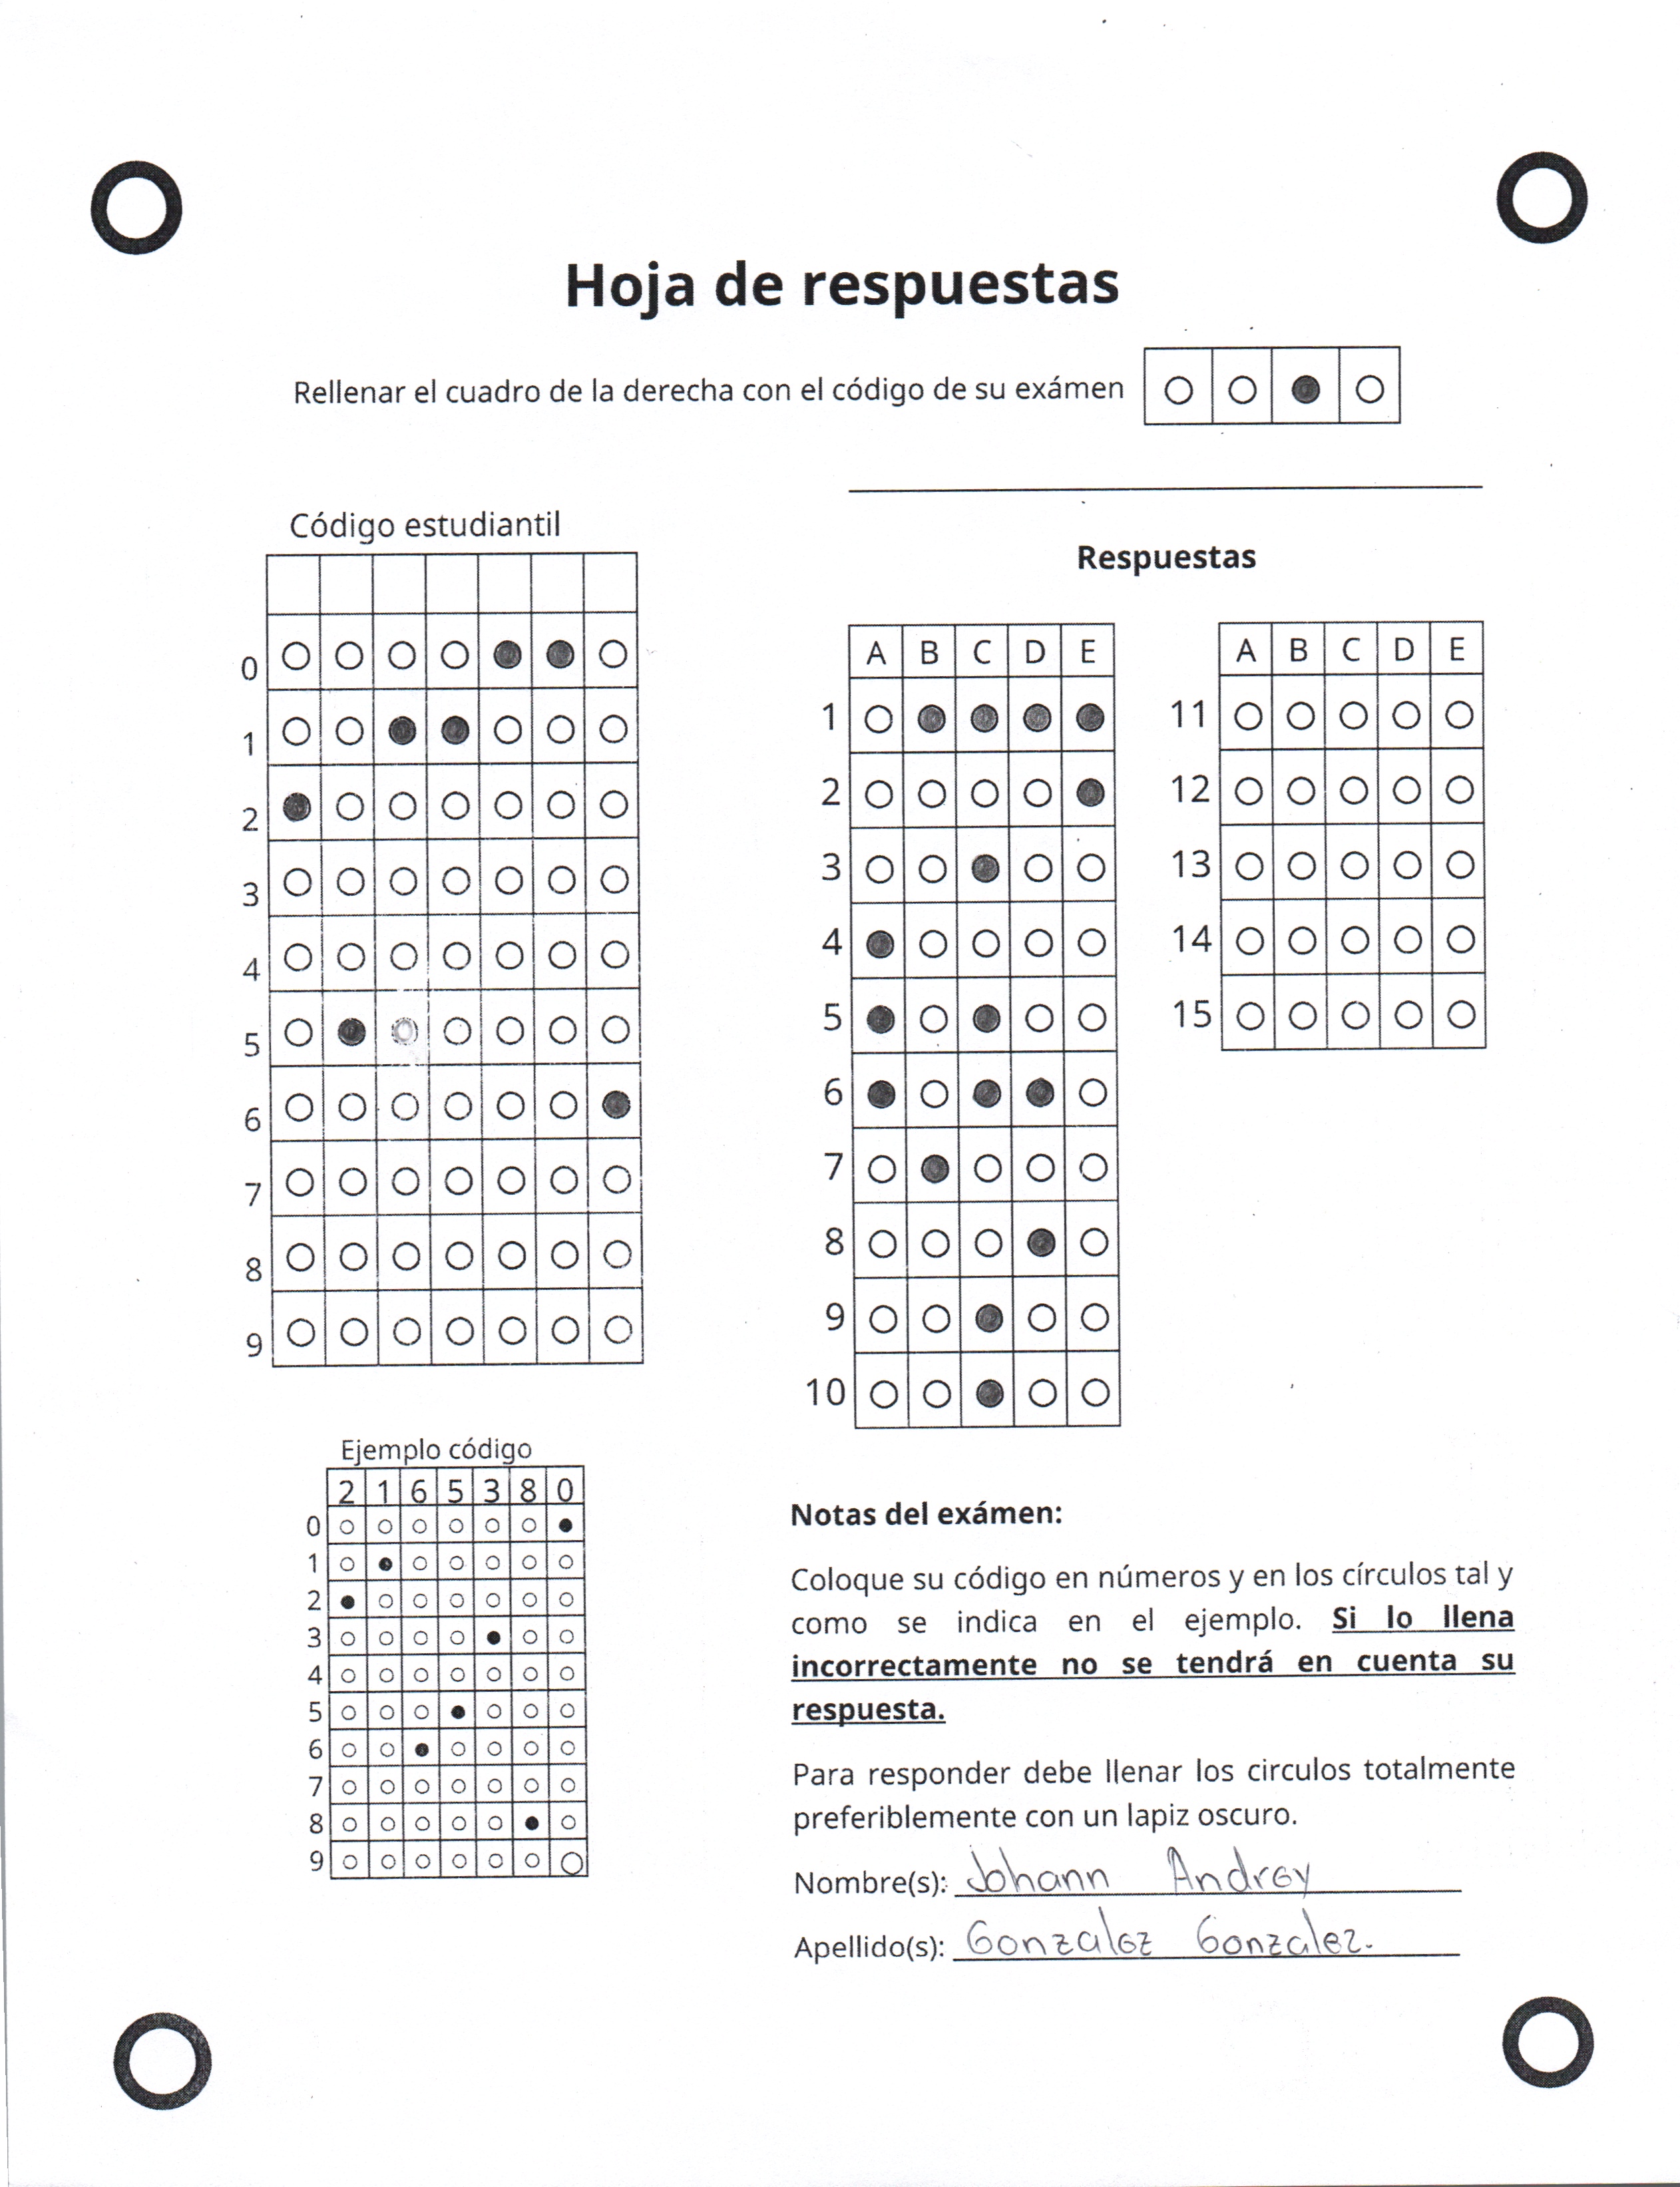 Hoja de respuestas
Rellenar el cuadro de la derecha con el código de su exámen
Código estudiantil
0
1
2
3
4
5
6
7
8
9
Respuestas
A B C D E
1
2
3
4
5
6
7
8
9
10
A B C D E
11
12
13
14
15
Ejemplo código
2 1 6 5 3 8 0
0
1
2
3
4
5
6
7
8
9
Notas del exámen:
Coloque su código en números y en los círculos tal y
como se indica en el ejemplo. Si lo llena
incorrectamente no se tendrá en cuenta su
respuesta.
Para responder debe llenar los circulos totalmente
preferiblemente con un lapiz oscuro.
Nombre(s): Johann Andrey
Apellido(s): Gonzalez Gonzalez.